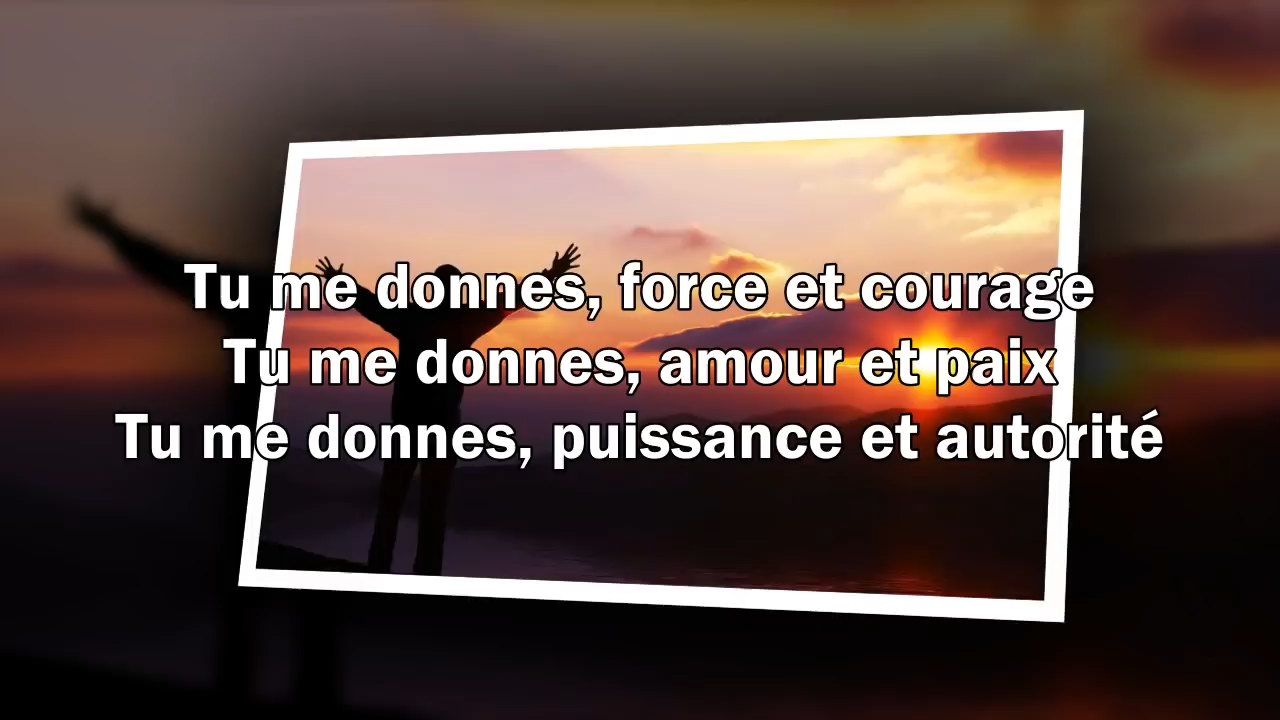 Tu me donnes, force et courage
Tu me donnes, amour et paix
Tu me donnes, puissance et autorité